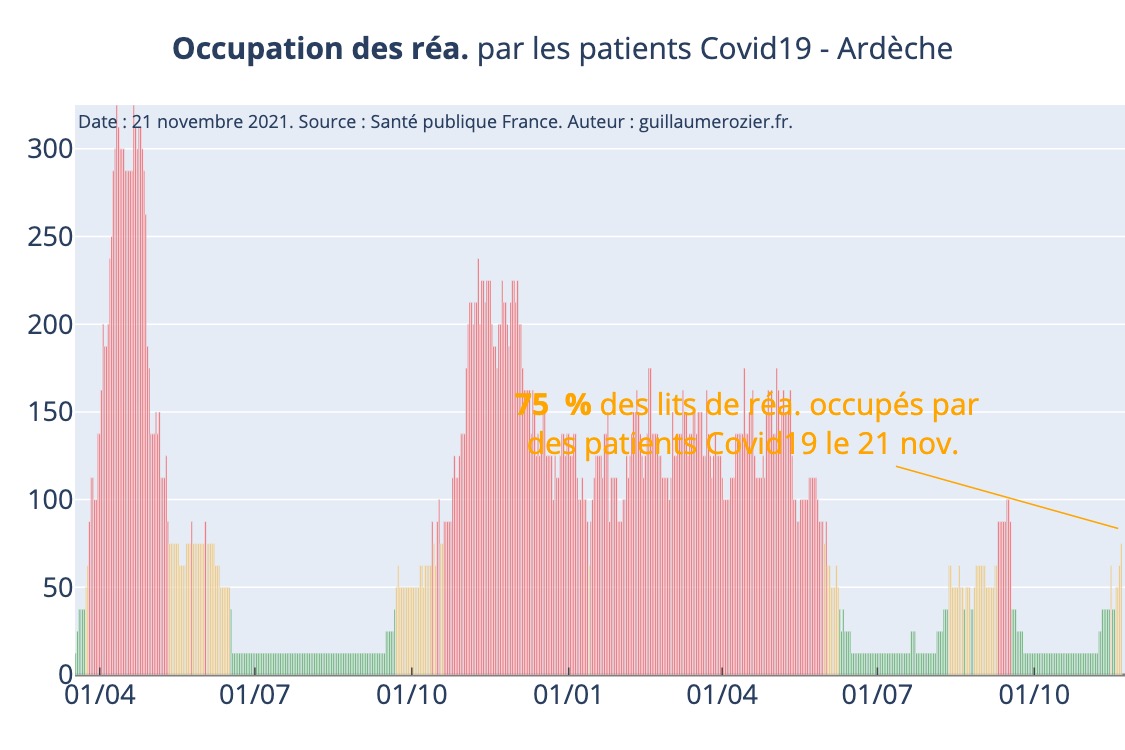 Occupation des réa. par les patients Covid19 - Ardèche
Date : 21 novembre 2021. Source : Santé publique France. Auteur : guillaumerozier.fr.
300
250
200
150
100
50
0
75 % des lits de réa. occupés par
des patients Covid19 le 21 nov.
01/04 01/07 01/10 01/01 01/04 01/07 01/10